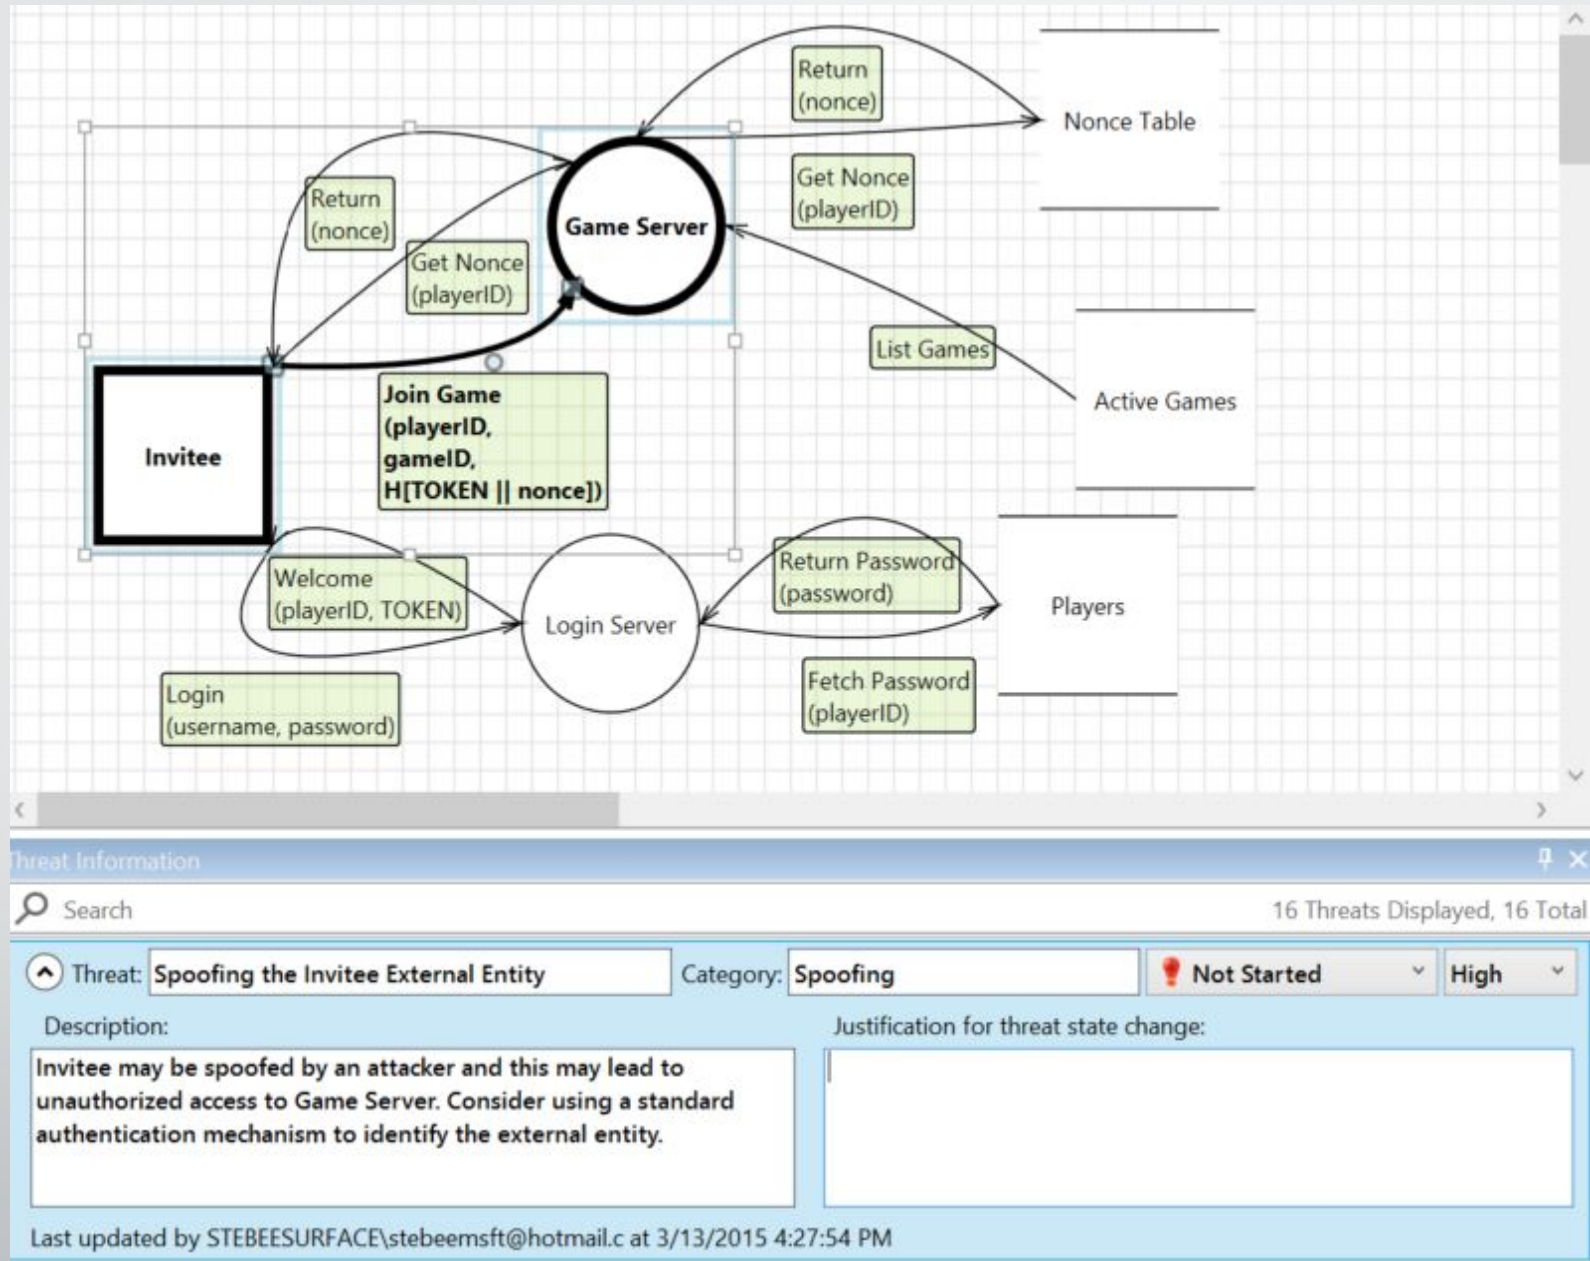 Return
(nonce)
Nonce Table
Get Nonce
(playerID)
Return
(nonce)
Game Server
Get Nonce
(playerID)
List Games
Active Games
Join Game
(playerID,
gameID,
H[TOKEN || nonce])
Invitee
Welcome
(playerID, TOKEN)
Login Server
Return Password
(password)
Players
Login
(username, password)
Fetch Password
(playerID)
Threat Information
Search
16 Threats Displayed, 16 Total
Threat: Spoofing the Invitee External Entity Category: Spoofing Not Started High
Description:
Justification for threat state change:
Invitee may be spoofed by an attacker and this may lead to
unauthorized access to Game Server. Consider using a standard
authentication mechanism to identify the external entity.
Last updated by STEBEESURFACE\stebeemsft@hotmail.c at 3/13/2015 4:27:54 PM